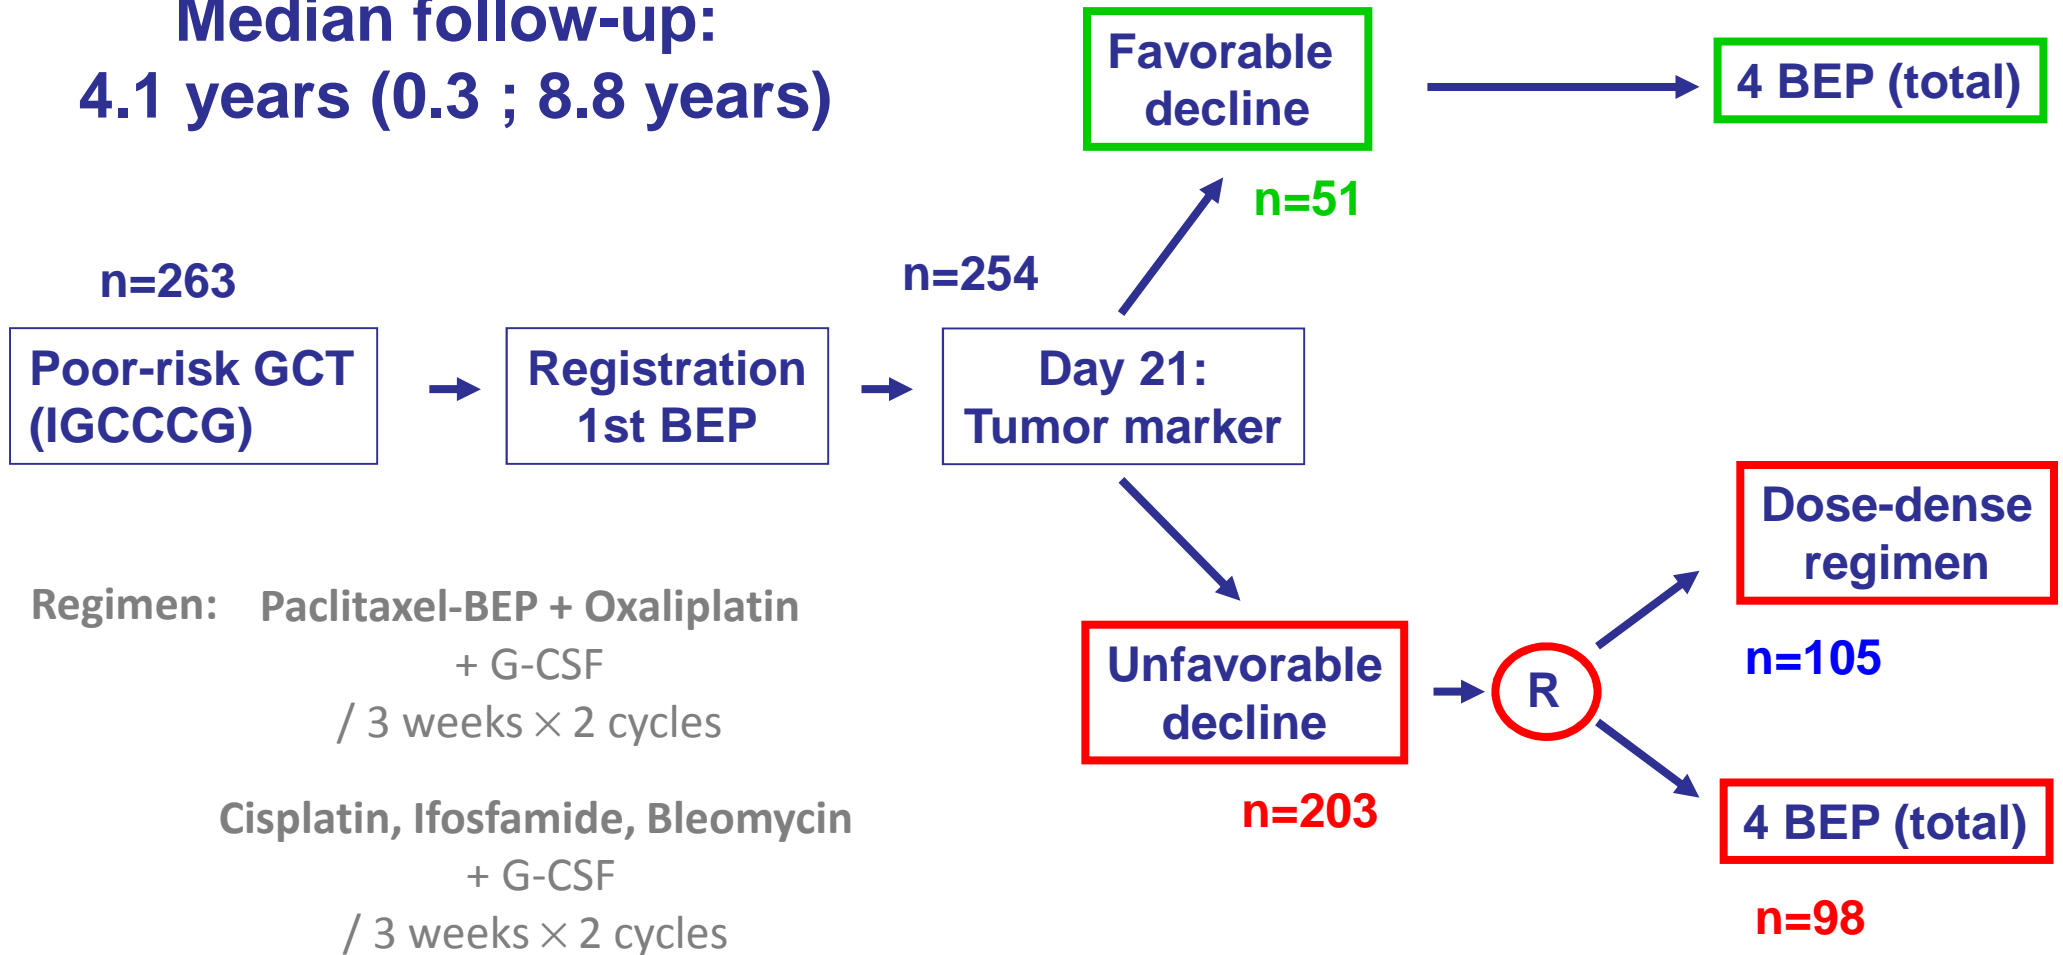 Median follow-up:
4.1 years (0.3 ; 8.8 years)
Favorable
decline
4 BEP (total)
n=51
n=263
n=254
Poor-risk GCT
(IGCCCG)
Registration
1st BEP
Day 21:
Tumor marker
Dose-dense
regimen
n=105
Unfavorable
decline
R
n=203
4 BEP (total)
n=98
Regimen: Paclitaxel-BEP + Oxaliplatin
+ G-CSF
/ 3 weeks × 2 cycles
Cisplatin, Ifosfamide, Bleomycin
+ G-CSF
/ 3 weeks × 2 cycles